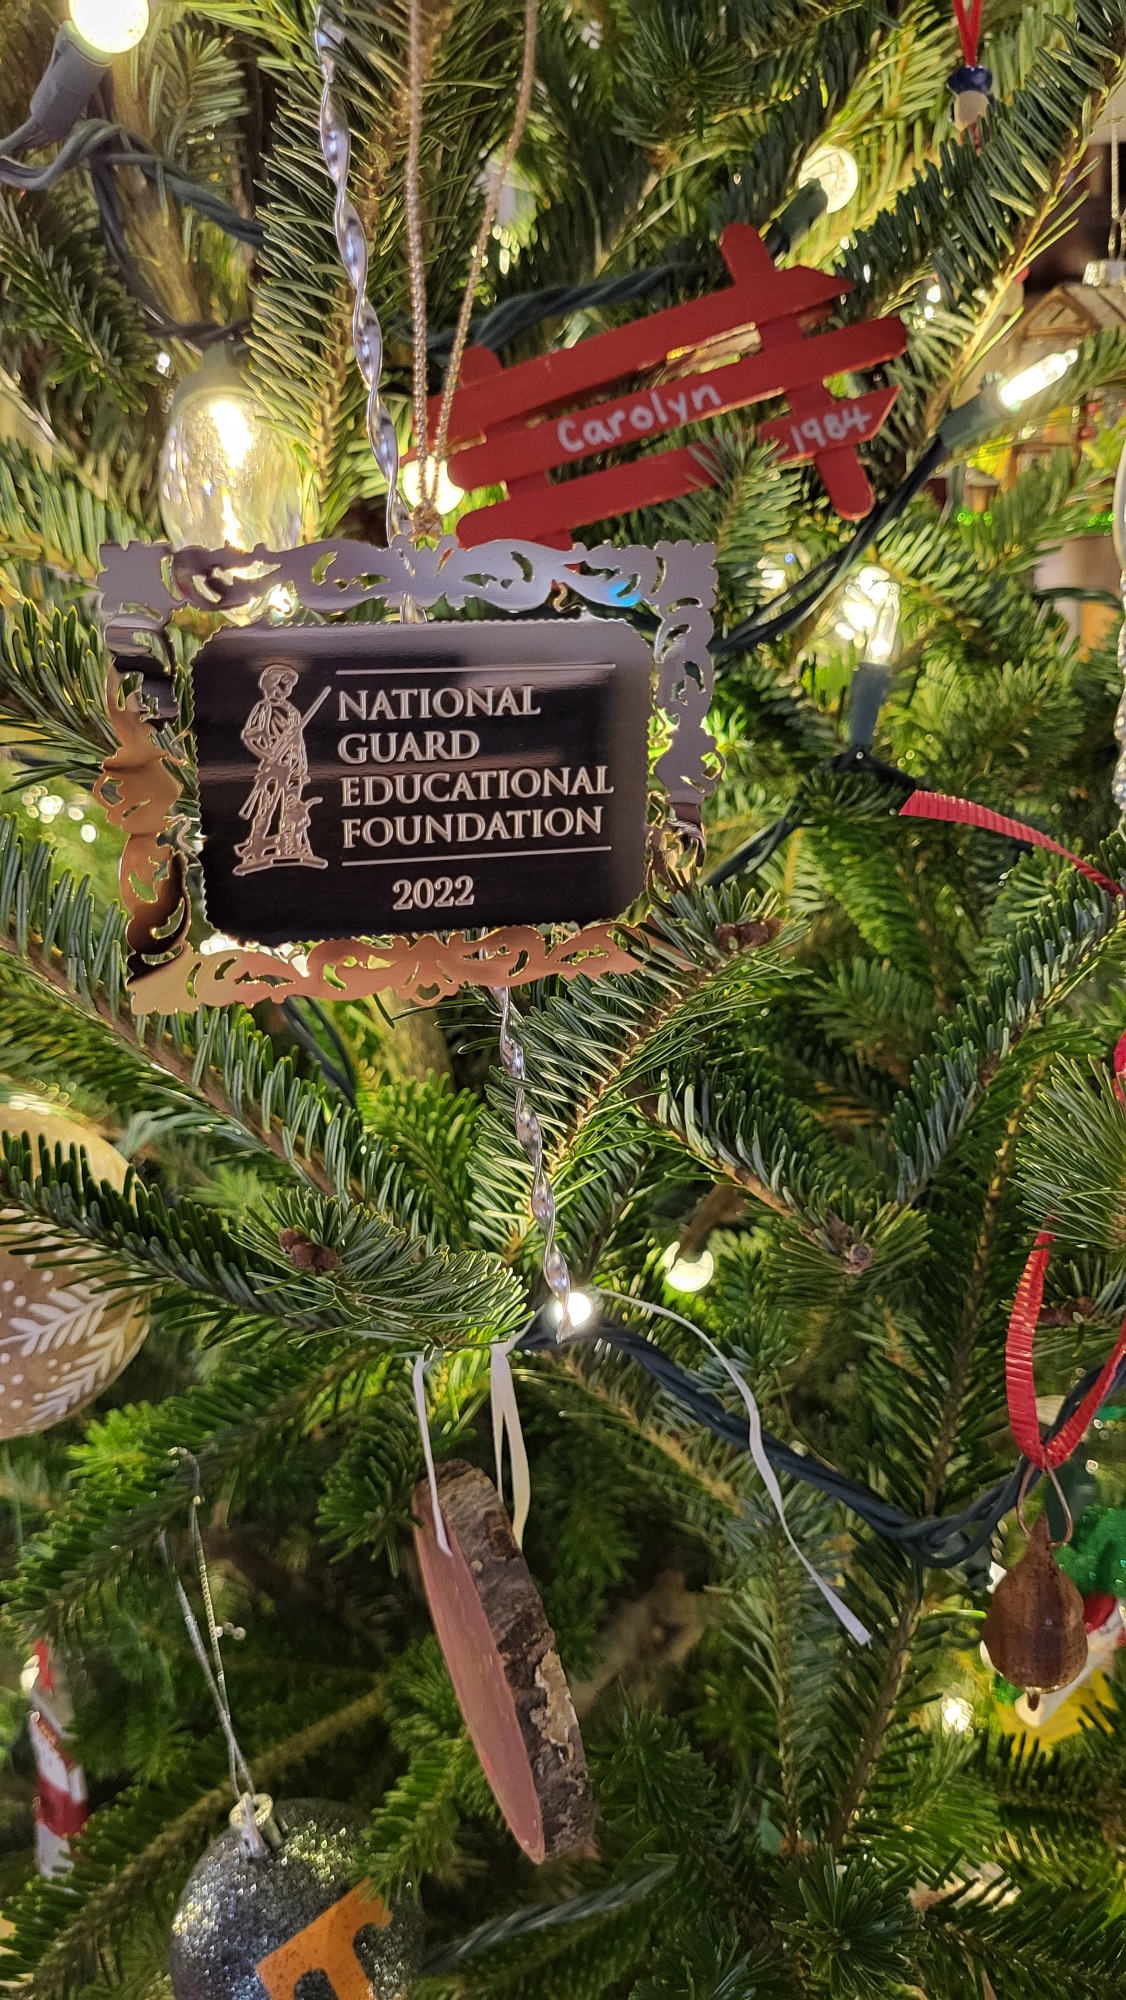 Carolyn
1984
NATIONAL
GUARD
EDUCATIONAL
FOUNDATION
2022
T